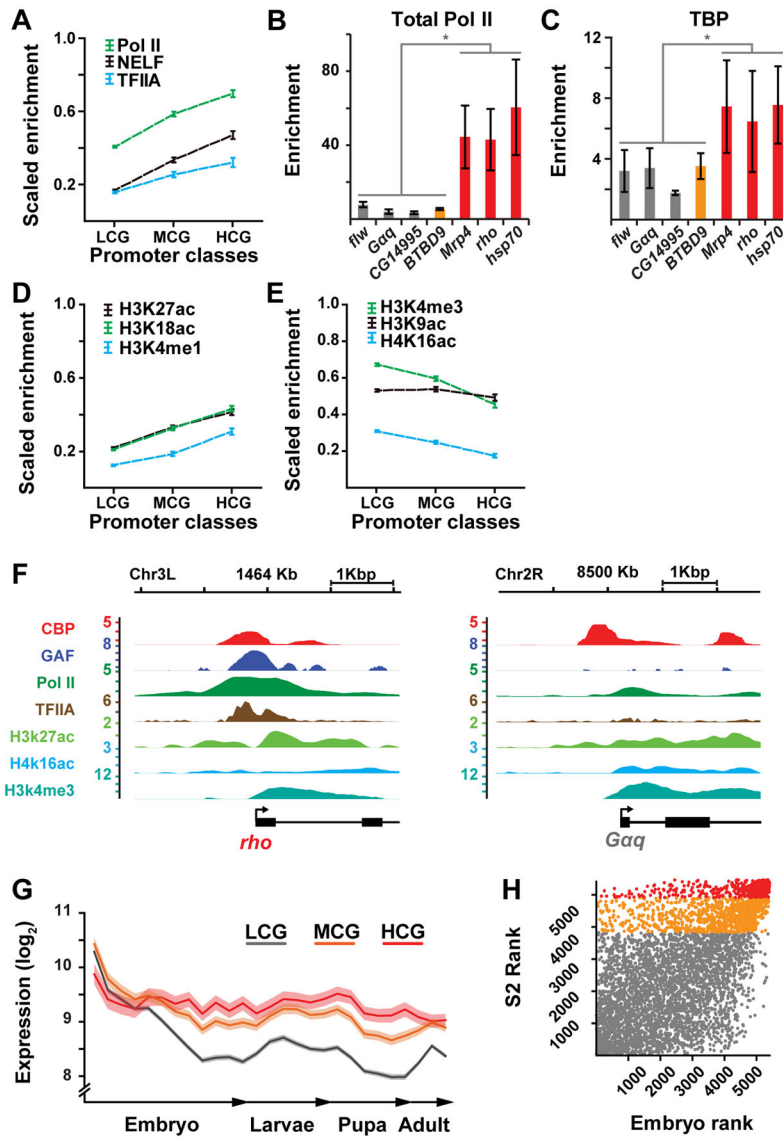 A
Scaled enrichment
1.0
0.6
0.2
Pol II
NELF
TFIIA
LCG MCG HCG
Promoter classes
B
Total Pol II
*
Enrichment
80
40
flw Gαq CG14995 BTBD9 Mrp4 rho hsp70
C
TBP
*
Enrichment
12
8
4
0
flw Gαq CG14995 BTBD9 Mrp4 rho hsp70
D
Scaled enrichment
1.0
0.6
0.2
H3K27ac
H3K18ac
H3K4me1
LCG MCG HCG
Promoter classes
E
Scaled enrichment
1.0
0.6
0.2
H3K4me3
H3K9ac
H4K16ac
LCG MCG HCG
Promoter classes
F
Chr3L 1464 Kb 1Kbp
Chr2R 8500 Kb 1Kbp
CBP
GAF
Pol II
TFIIA
H3k27ac
H4k16ac
H3k4me3
5
8
5
6
2
3
12
5
8
5
6
2
3
12
rho
Gαq
G
Expression (log2)
11
10
9
8
LCG MCG HCG
Embryo Larvae Pupa Adult
H
S2 Rank
5000
4000
3000
2000
1000
1000 2000 3000 4000 5000
Embryo rank